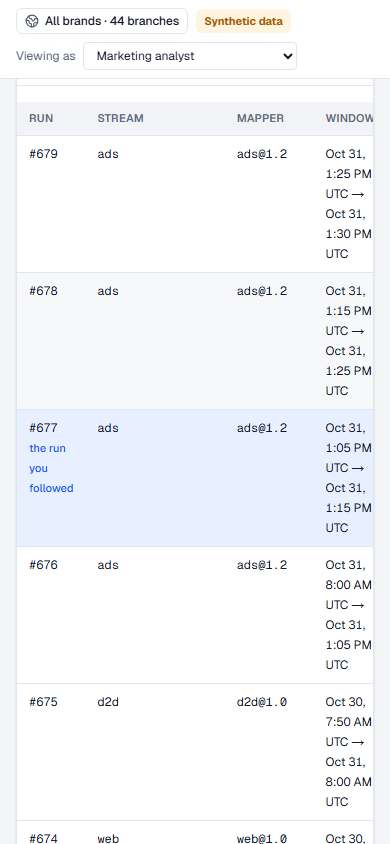 All brands · 44 branches Synthetic data
Viewing as Marketing analyst
RUN STREAM MAPPER WINDOW
#679 ads ads@1.2 Oct 31,
1:25 PM
UTC →
Oct 31,
1:30 PM
UTC
#678 ads ads@1.2 Oct 31,
1:15 PM
UTC →
Oct 31,
1:25 PM
UTC
#677 ads ads@1.2 Oct 31,
the run 1:05 PM
you UTC →
followed Oct 31,
1:15 PM
UTC
#676 ads ads@1.2 Oct 31,
8:00 AM
UTC →
Oct 31,
1:05 PM
UTC
#675 d2d d2d@1.0 Oct 30,
7:50 AM
UTC →
Oct 31,
8:00 AM
UTC
#674 web web@1.0 Oct 30,